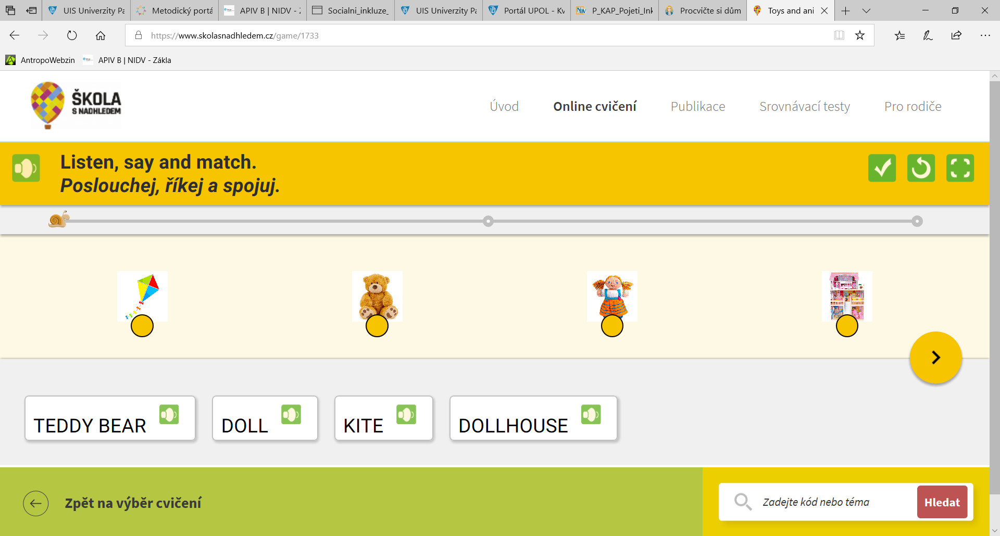 UIS Univerzity Pa
Metodický portá
APIV B | NIDV - Z
Socialni_inkluze_
UIS Univerzity Pa
Portál UPOL - Kv
P_KAP_Pojeti_Ink
Procvičte si dům
Toys and ani
https://www.skolasnadhledem.cz/game/1733
AntropoWebzin
APIV B | NIDV - Zákla
ŠKOLA
S NADHLEDEM
Úvod
Online cvičení
Publikace
Srovnávací testy
Pro rodiče
Listen, say and match.
Poslouchej, říkej a spojuj.
TEDDY BEAR
DOLL
KITE
DOLLHOUSE
Zpět na výběr cvičení
Zadejte kód nebo téma
Hledat